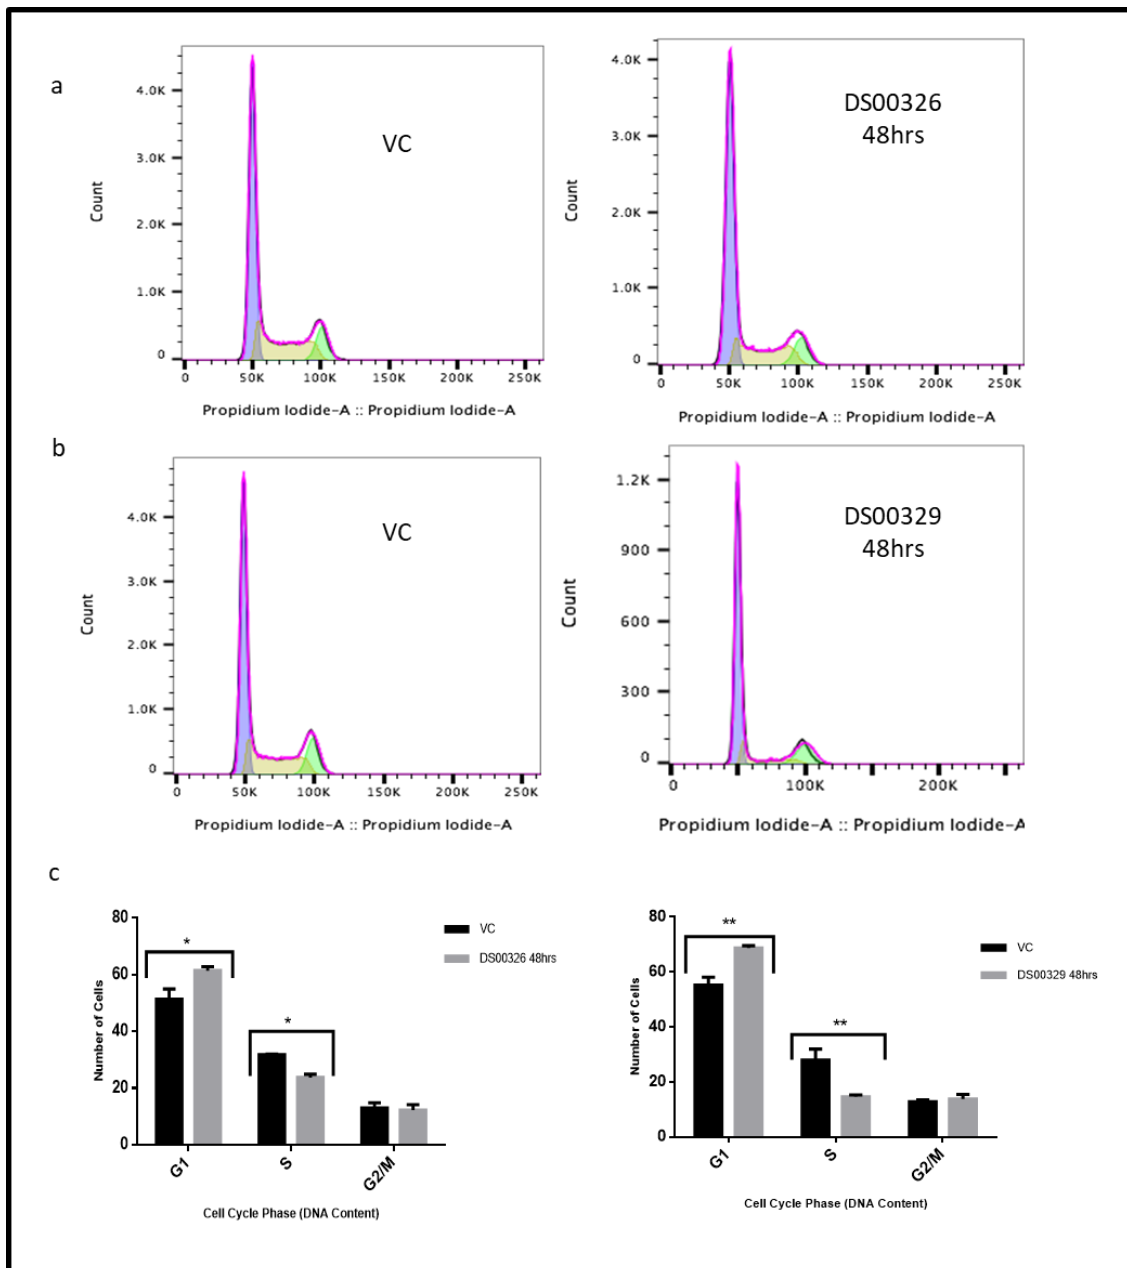 a
VC
4.0K
3.0K
2.0K
1.0K
0
Count
0 50K 100K 150K 200K 250K
Propidium Iodide-A :: Propidium Iodide-A
DS00326
48hrs
4.0K
3.0K
2.0K
1.0K
0
Count
0 50K 100K 150K 200K 250K
Propidium Iodide-A :: Propidium Iodide-A
b
VC
4.0K
3.0K
2.0K
1.0K
0
Count
0 50K 100K 150K 200K 250K
Propidium Iodide-A :: Propidium Iodide-A
DS00329
48hrs
1.2K
900
600
300
0
Count
0 100K 200K
Propidium Iodide-A :: Propidium Iodide-A
c
80
60
40
20
0
Number of Cells
*
*
VC
DS00326 48hrs
G1 S G2/M
Cell Cycle Phase (DNA Content)
80
60
40
20
0
Number of Cells
**
**
VC
DS00329 48hrs
G1 S G2/M
Cell Cycle Phase (DNA Content)